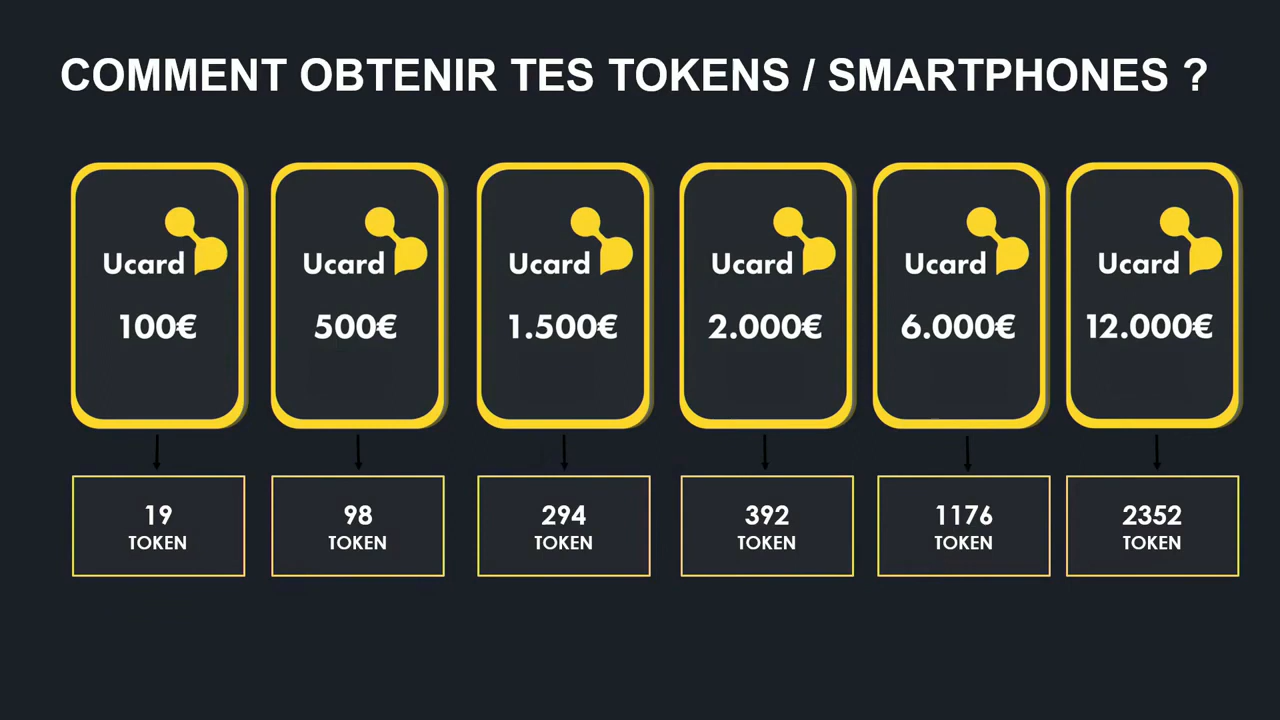 COMMENT OBTENIR TES TOKENS / SMARTPHONES ?
Ucard
100€
Ucard
500€
Ucard
1.500€
Ucard
2.000€
Ucard
6.000€
Ucard
12.000€
19
TOKEN
98
TOKEN
294
TOKEN
392
TOKEN
1176
TOKEN
2352
TOKEN